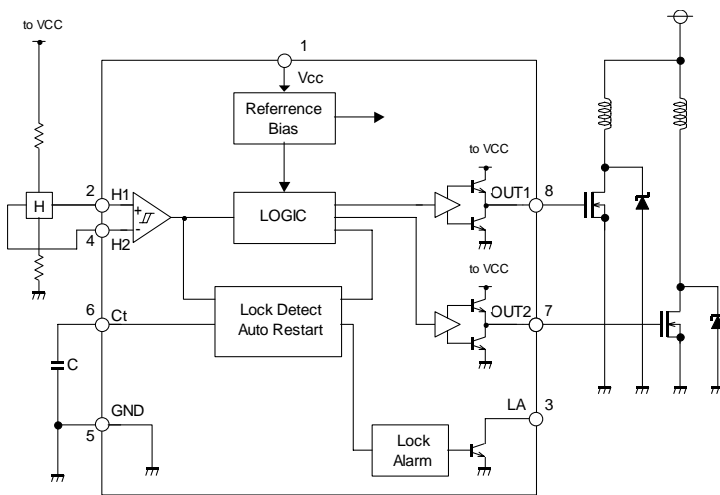 to VCC
1
Vcc
Referrence
Bias
to VCC
2
H1
H
+
-
LOGIC
OUT1
8
4
H2
to VCC
6
Ct
Lock Detect
Auto Restart
OUT2
7
C
GND
5
LA
3
Lock
Alarm